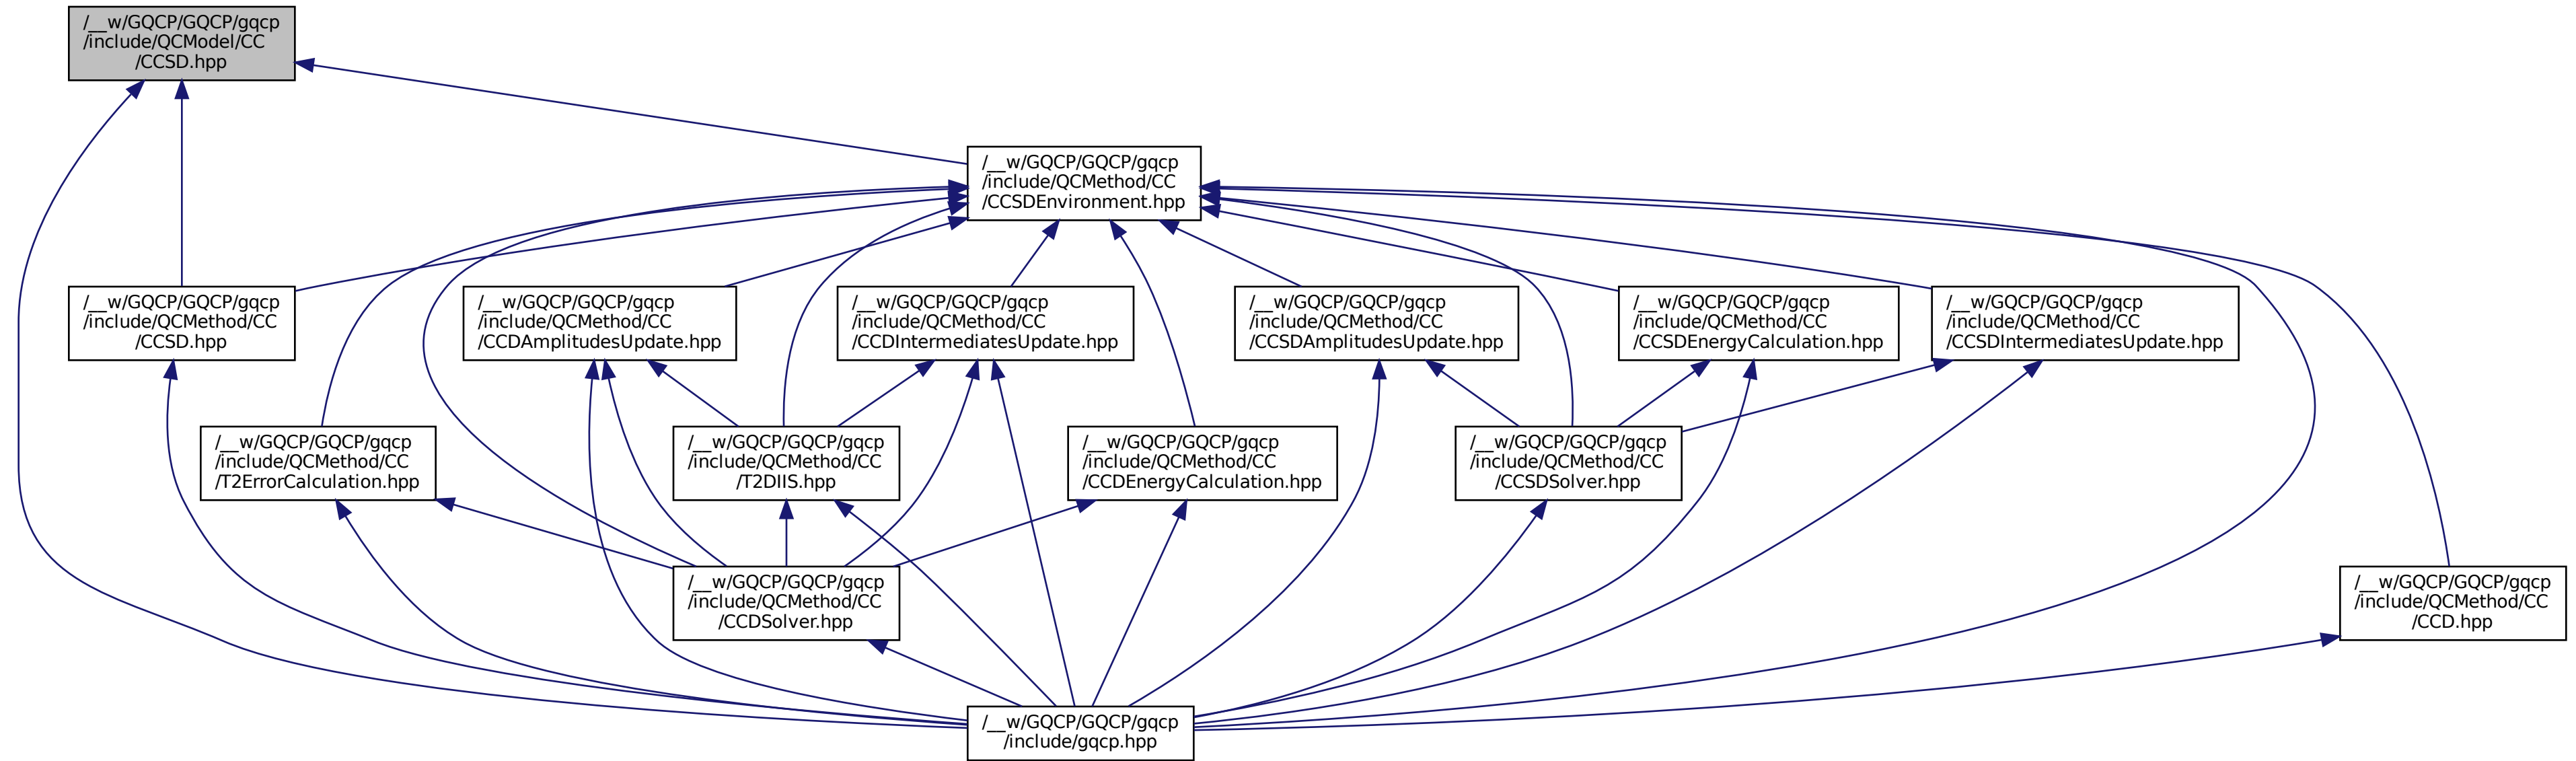 /__w/GQCP/GQCP/gqcp
/include/QCModel/CC
/CCSD.hpp
/__w/GQCP/GQCP/gqcp
/include/QCMethod/CC
/CCSDEnvironment.hpp
/__w/GQCP/GQCP/gqcp
/include/QCMethod/CC
/CCSD.hpp
/__w/GQCP/GQCP/gqcp
/include/QCMethod/CC
/CCDAmplitudesUpdate.hpp
/__w/GQCP/GQCP/gqcp
/include/QCMethod/CC
/CCDIntermediatesUpdate.hpp
/__w/GQCP/GQCP/gqcp
/include/QCMethod/CC
/CCSDAmplitudesUpdate.hpp
/__w/GQCP/GQCP/gqcp
/include/QCMethod/CC
/CCSDEnergyCalculation.hpp
/__w/GQCP/GQCP/gqcp
/include/QCMethod/CC
/CCSDIntermediatesUpdate.hpp
/__w/GQCP/GQCP/gqcp
/include/QCMethod/CC
/T2ErrorCalculation.hpp
/__w/GQCP/GQCP/gqcp
/include/QCMethod/CC
/T2DIIS.hpp
/__w/GQCP/GQCP/gqcp
/include/QCMethod/CC
/CCDEnergyCalculation.hpp
/__w/GQCP/GQCP/gqcp
/include/QCMethod/CC
/CCSDSolver.hpp
/__w/GQCP/GQCP/gqcp
/include/QCMethod/CC
/CCDSolver.hpp
/__w/GQCP/GQCP/gqcp
/include/QCMethod/CC
/CCD.hpp
/__w/GQCP/GQCP/gqcp
/include/gqcp.hpp